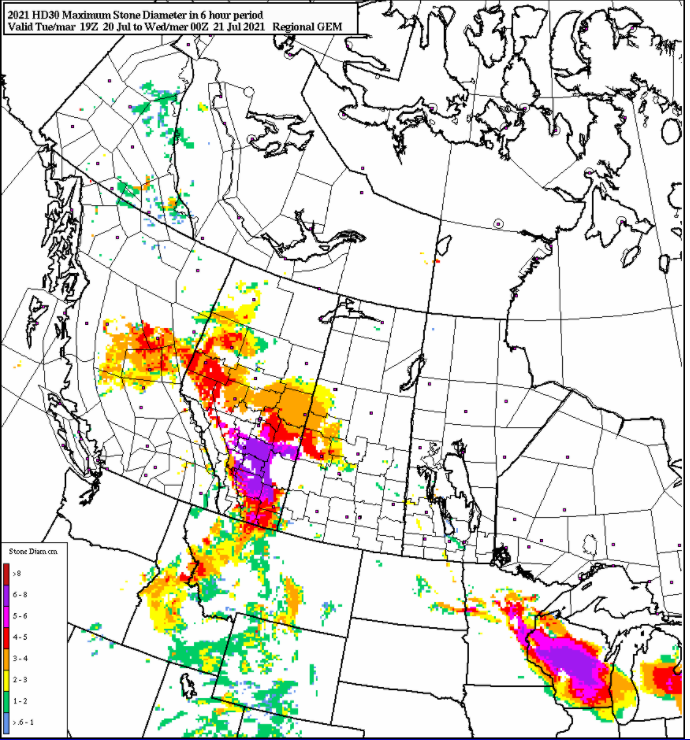 2021 HD30 Maximum Stone Diameter in 6 hour period
Valid Tue/mar 19Z 20 Jul to Wed/mer 00Z 21 Jul 2021 Regional GEM
Stone Diam cm
>8
6 - 8
5 - 6
4 - 5
3 - 4
2 - 3
1 - 2
>.6 - 1